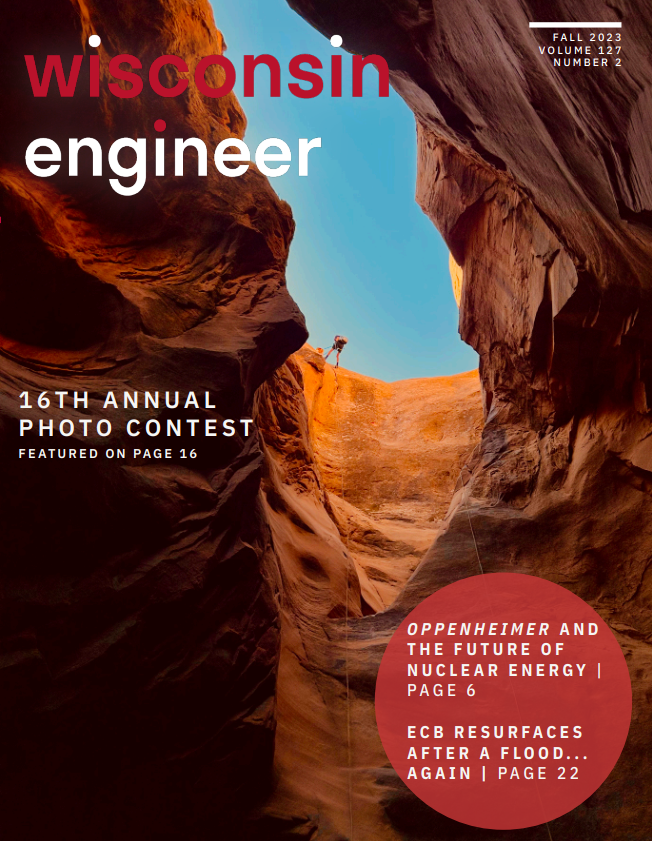 wisconsin
engineer
FALL 2023
VOLUME 127
NUMBER 2
16TH ANNUAL
PHOTO CONTEST
FEATURED ON PAGE 16
OPPENHEIMER AND
THE FUTURE OF
NUCLEAR ENERGY |
PAGE 6
ECB RESURFACES
AFTER A FLOOD...
AGAIN | PAGE 22